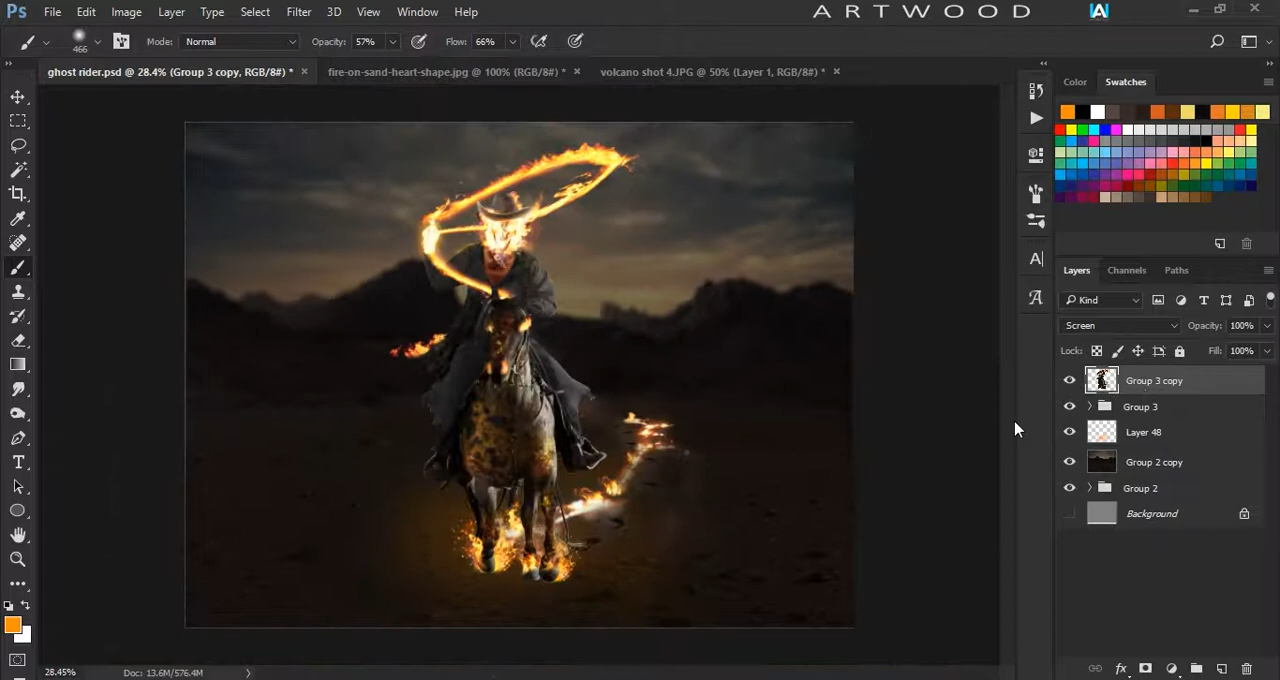 Ps File Edit Image Layer Type Select Filter 3D View Window Help ARTWOOD
466 Mode: Normal Opacity: 57% Flow: 66%
ghost rider.psd @ 28.4% (Group 3 copy, RGB/8#) * × fire-on-sand-heart-shape.jpg @ 100% (RGB/8#) * × volcano shot 4.JPG @ 50% (Layer 1, RGB/8#) * ×
Color Swatches
Layers Channels Paths
Kind
Screen Opacity: 100%
Lock: Fill: 100%
Group 3 copy
Group 3
Layer 48
Group 2 copy
Group 2
Background
28.45% Doc: 13.6M/576.4M